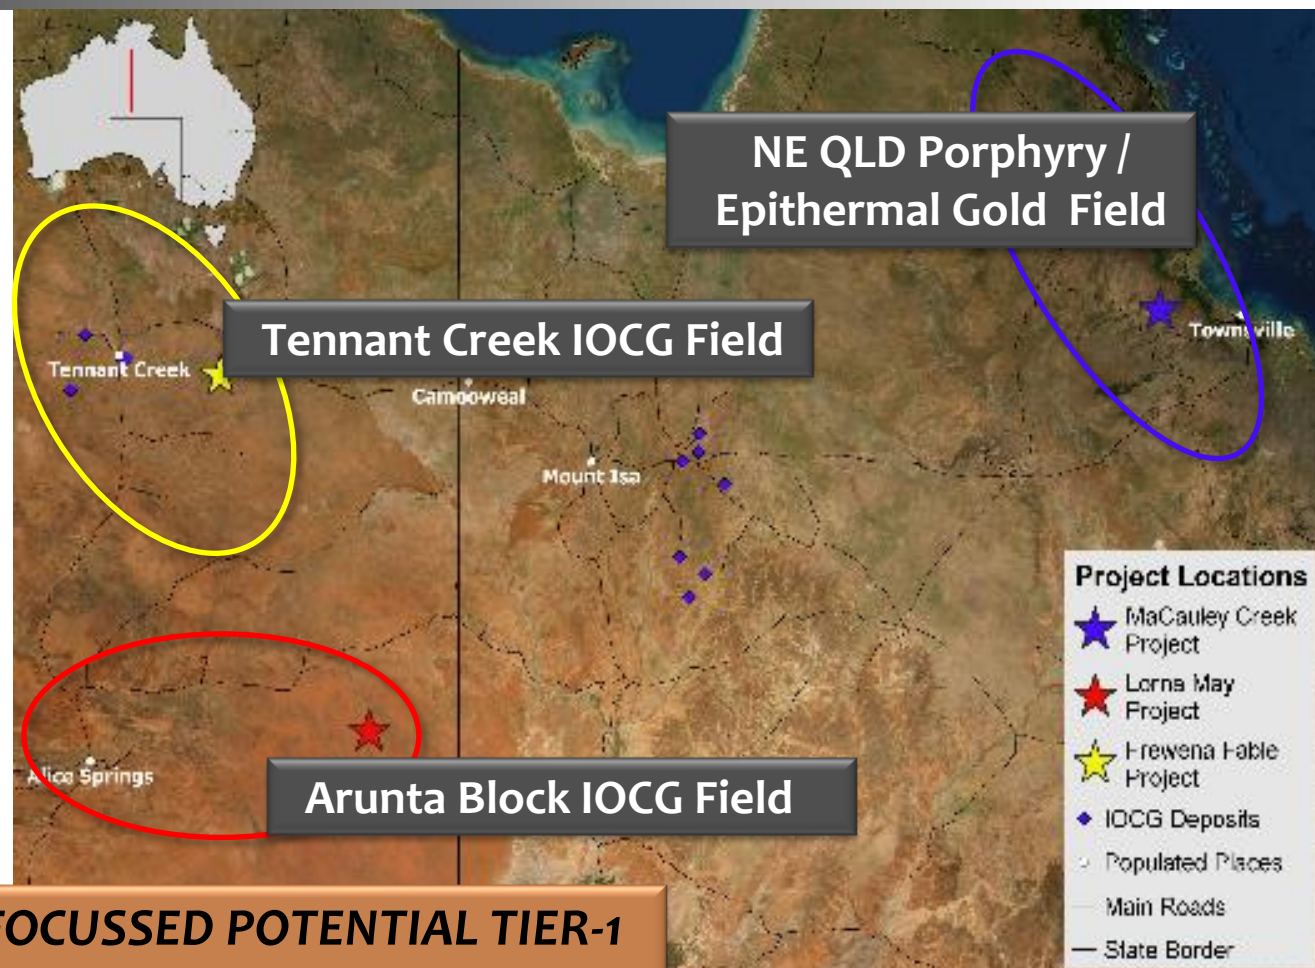 NE QLD Porphyry /
Epithermal Gold Field
Tennant Creek IOCG Field
Townsville
Tennant Creek
Camooweal
Mount Isa
Alice Springs
Arunta Block IOCG Field
FOCUSSED POTENTIAL TIER-1
Project Locations
MaCauley Creek
Project
Lorna May
Project
Frewena Fable
Project
IOCG Deposits
Populated Places
Main Roads
State Border